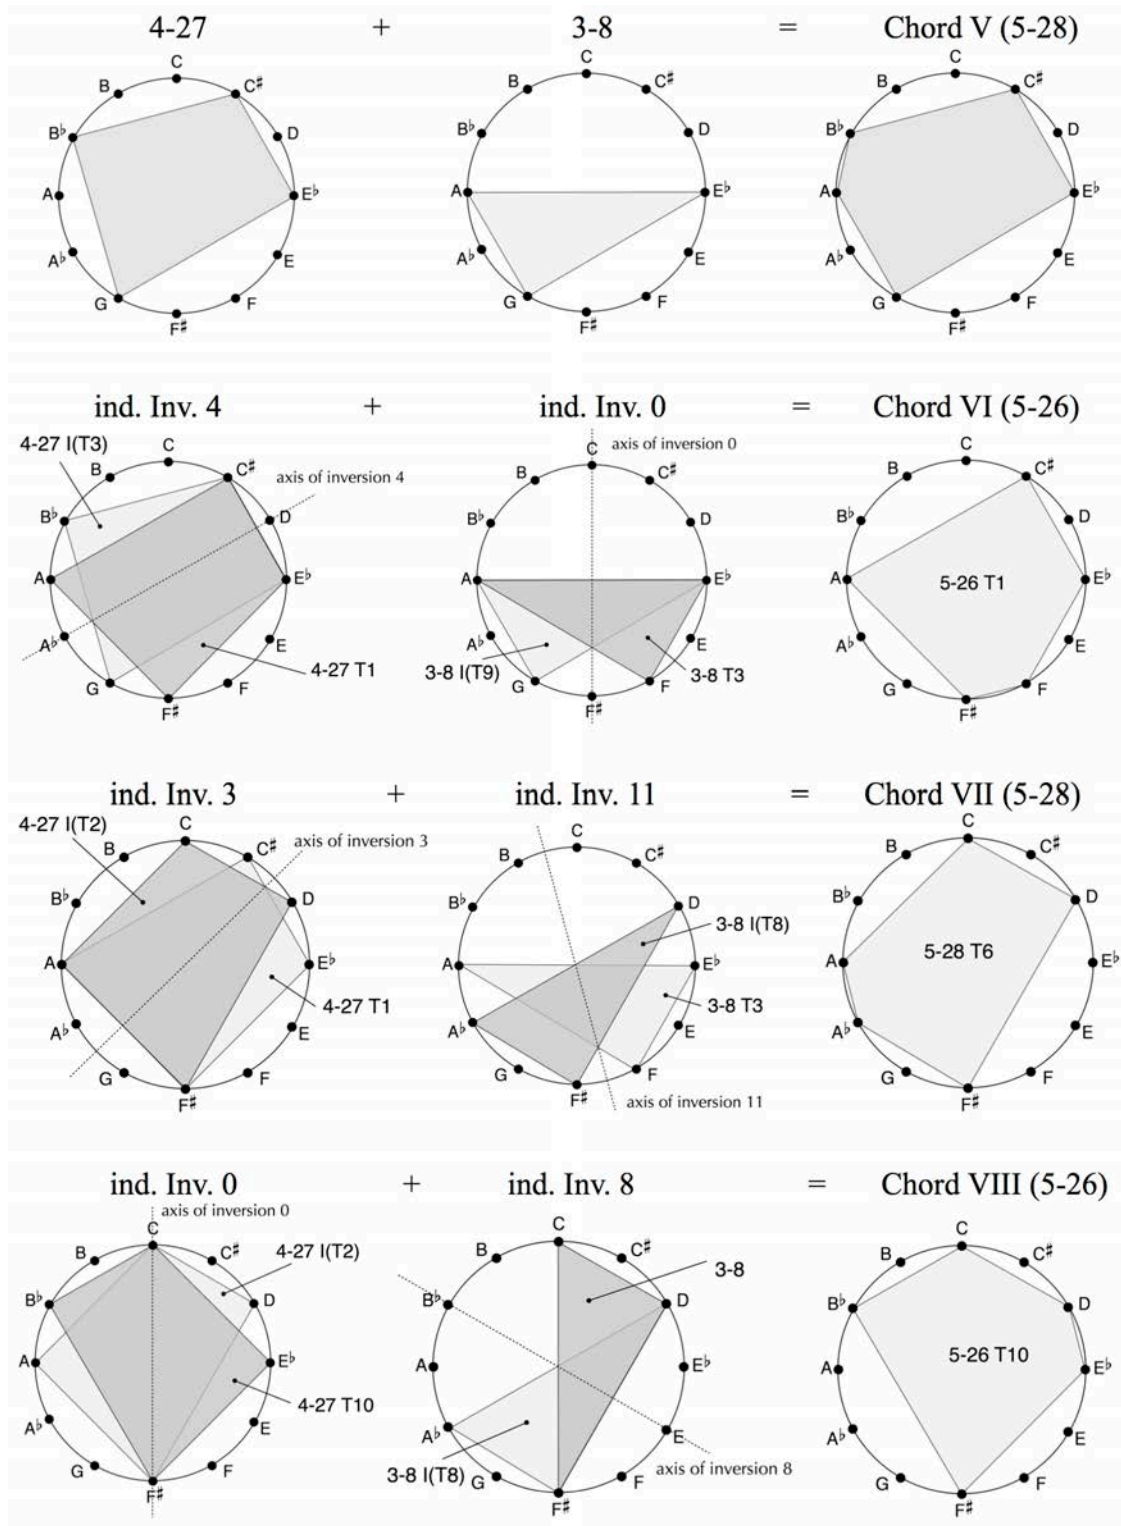 4-27 + 3-8 = Chord V (5-28)
C C♯ D E♭ E F F♯ G A♭ A B♭ B
C C♯ D E♭ E F F♯ G A♭ A B♭ B
C C♯ D E♭ E F F♯ G A♭ A B♭ B
ind. Inv. 4 + ind. Inv. 0 = Chord VI (5-26)
4-27 I(T3)
axis of inversion 4
C C♯ D E♭ E F F♯ G A♭ A B♭ B
4-27 T1
axis of inversion 0
C C♯ D E♭ E F F♯ G A♭ A B♭ B
3-8 I(T9)
3-8 T3
C C♯ D E♭ E F F♯ G A♭ A B♭ B
5-26 T1
ind. Inv. 3 + ind. Inv. 11 = Chord VII (5-28)
4-27 I(T2)
axis of inversion 3
C C♯ D E♭ E F F♯ G A♭ A B♭ B
4-27 T1
C C♯ D E♭ E F F♯ G A♭ A B♭ B
3-8 I(T8)
3-8 T3
axis of inversion 11
C C♯ D E♭ E F F♯ G A♭ A B♭ B
5-28 T6
ind. Inv. 0 + ind. Inv. 8 = Chord VIII (5-26)
axis of inversion 0
4-27 I(T2)
C C♯ D E♭ E F F♯ G A♭ A B♭ B
4-27 T10
C C♯ D E♭ E F F♯ G A♭ A B♭ B
3-8
3-8 I(T8)
axis of inversion 8
C C♯ D E♭ E F F♯ G A♭ A B♭ B
5-26 T10